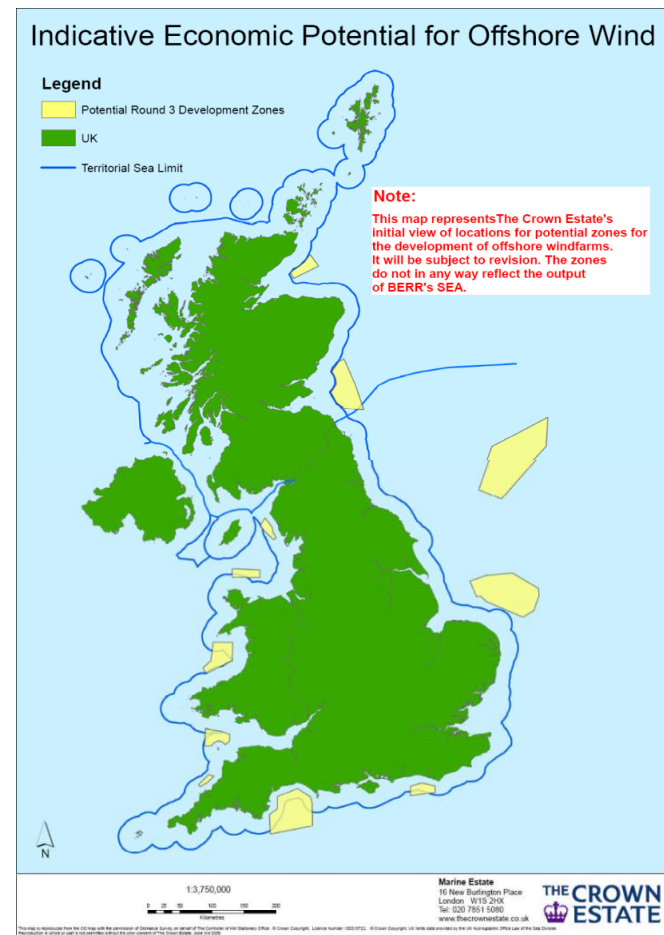 Indicative Economic Potential for Offshore Wind
Legend
Potential Round 3 Development Zones
UK
Territorial Sea Limit
Note:
This map representsThe Crown Estate's
initial view of locations for potential zones for
the development of offshore windfarms.
It will be subject to revision. The zones
do not in any way reflect the output
of BERR's SEA.
N
1:3,750,000
0 25 50 100 150 200
Kilometres
Marine Estate
16 New Burlington Place
London W1S 2HX
Tel: 020 7851 5080
www.thecrownestate.co.uk
THE CROWN
ESTATE